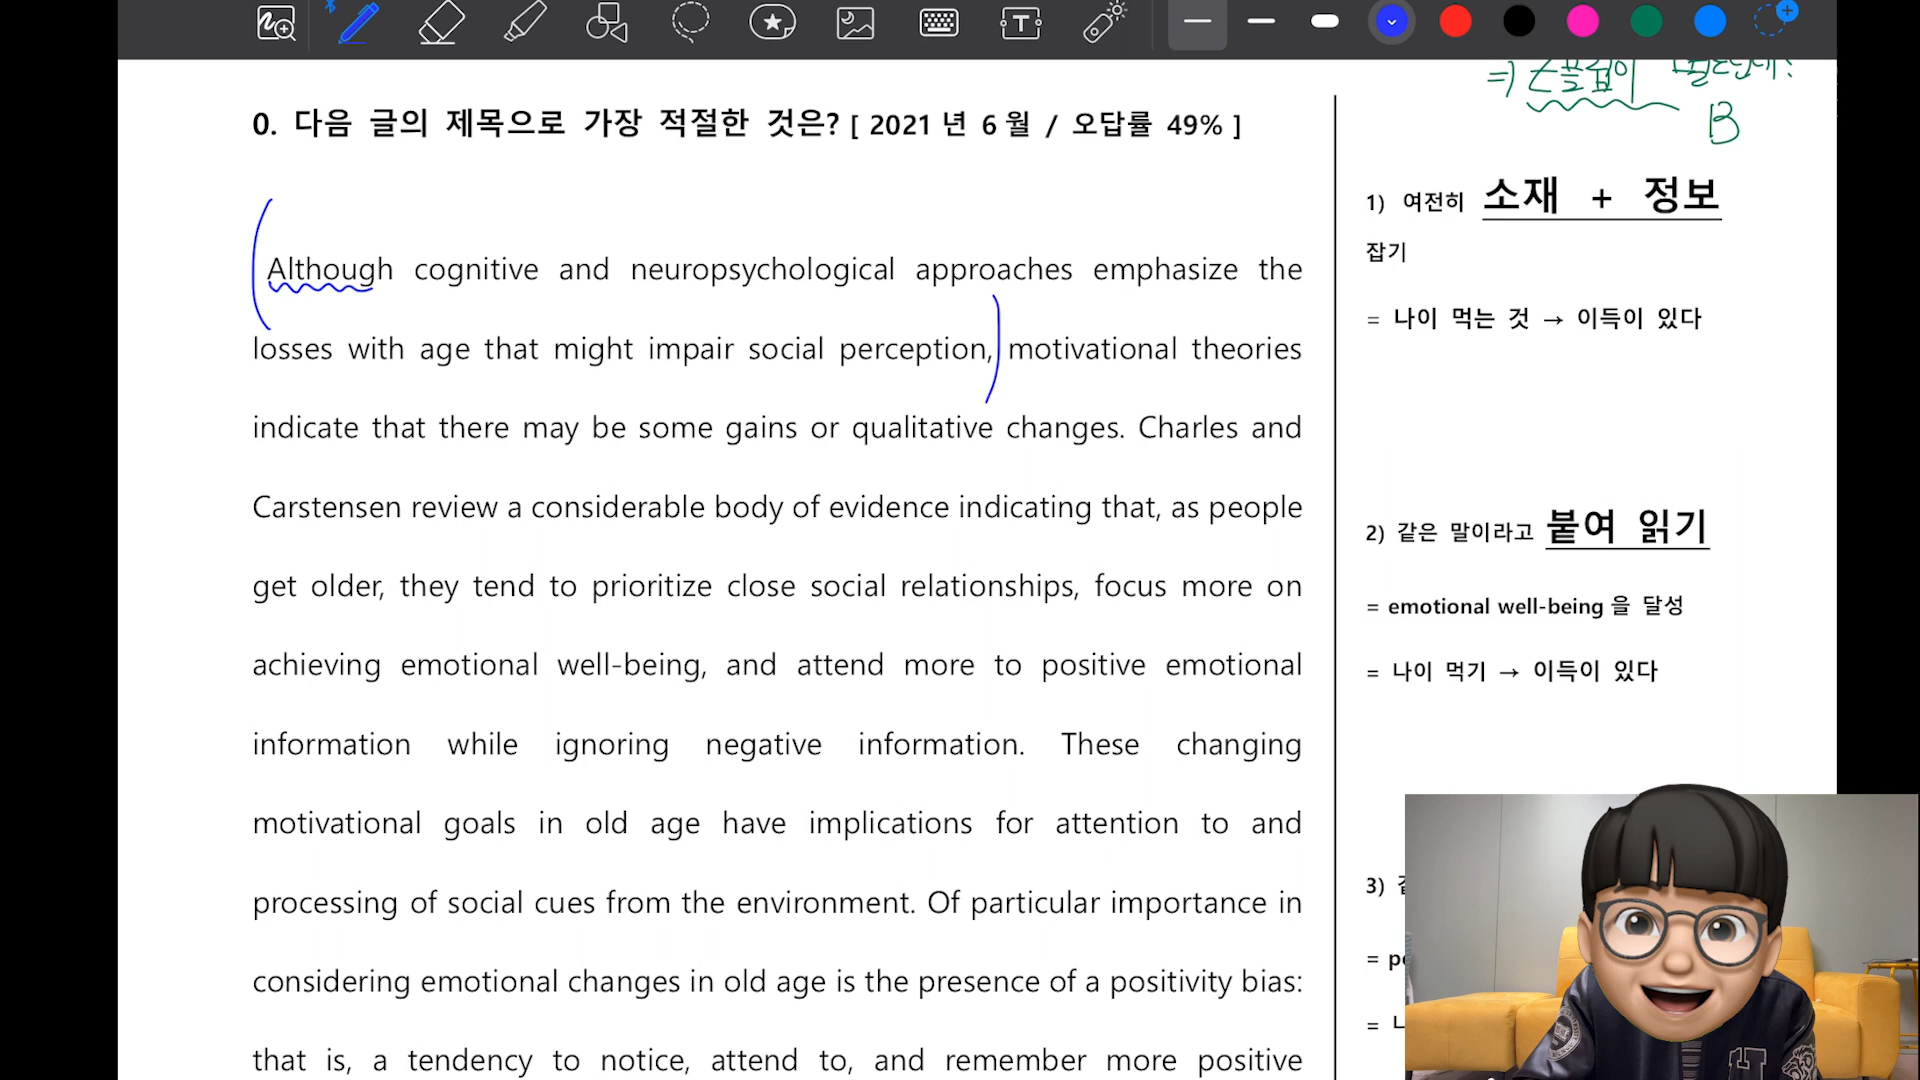 0. 다음 글의 제목으로 가장 적절한 것은? [ 2021 년 6 월 / 오답률 49% ]
Although cognitive and neuropsychological approaches emphasize the
losses with age that might impair social perception, motivational theories
indicate that there may be some gains or qualitative changes. Charles and
Carstensen review a considerable body of evidence indicating that, as people
get older, they tend to prioritize close social relationships, focus more on
achieving emotional well-being, and attend more to positive emotional
information while ignoring negative information. These changing
motivational goals in old age have implications for attention to and
processing of social cues from the environment. Of particular importance in
considering emotional changes in old age is the presence of a positivity bias:
that is, a tendency to notice, attend to, and remember more positive
B
1) 여전히 소재 + 정보
잡기
= 나이 먹는 것 → 이득이 있다
2) 같은 말이라고 붙여 읽기
= emotional well-being 을 달성
= 나이 먹기 → 이득이 있다
3)
=
=